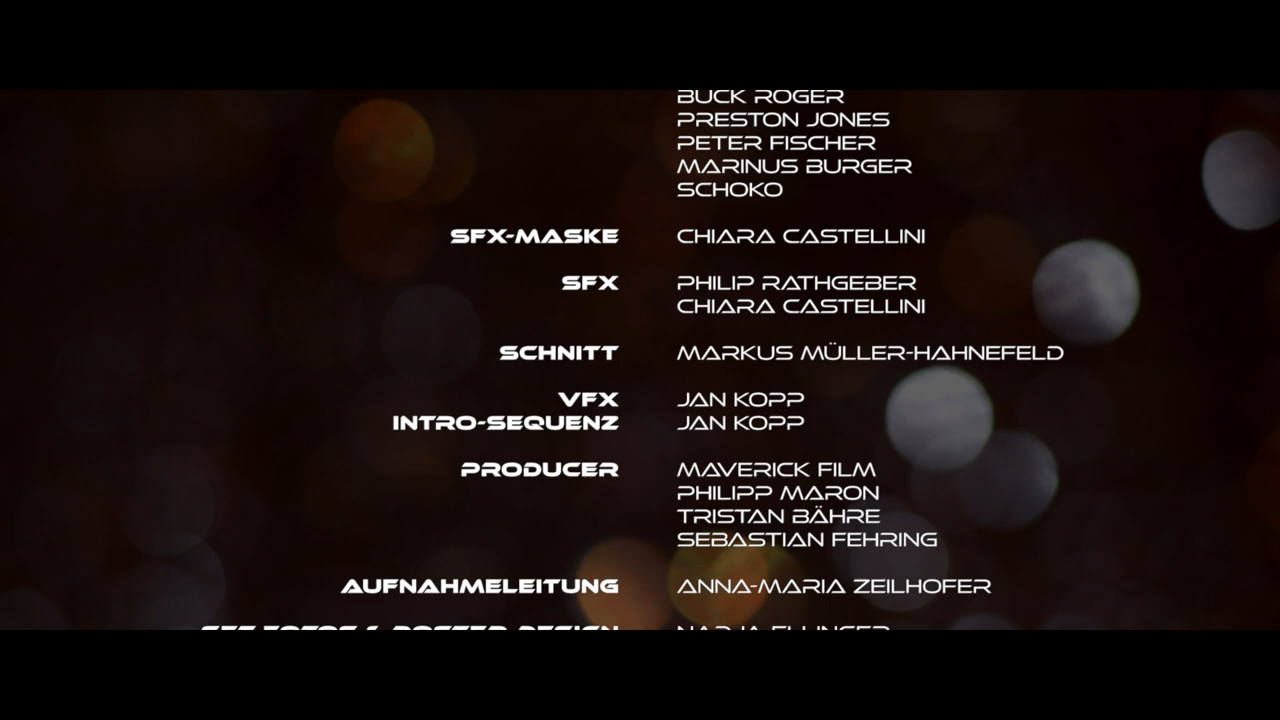 BUCK ROGER
PRESTON JONES
PETER FISCHER
MARINUS BURGER
SCHOKO
SFX-MASKE CHIARA CASTELLINI
SFX PHILIP RATHGEBER
CHIARA CASTELLINI
SCHNITT MARKUS MÜLLER-HAHNEFELD
VFX JAN KOPP
INTRO-SEQUENZ JAN KOPP
PRODUCER MAVERICK FILM
PHILIPP MARON
TRISTAN BÄHRE
SEBASTIAN FEHRING
AUFNAHMELEITUNG ANNA-MARIA ZEILHOFER